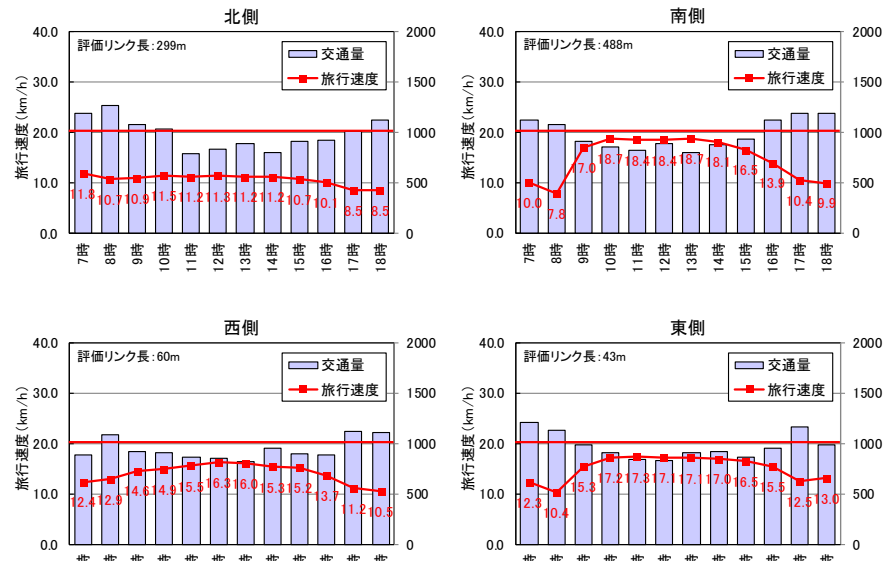 北側
評価リンク長：299m
交通量
旅行速度
旅行速度（km/h）
40.0
30.0
20.0
10.0
0.0
2000
1500
1000
500
0
11.8 10.7 10.9 11.5 11.2 11.3 11.2 11.2 10.7 10.1 8.5 8.5
7時 8時 9時 10時 11時 12時 13時 14時 15時 16時 17時 18時
南側
評価リンク長：488m
交通量
旅行速度
旅行速度（km/h）
40.0
30.0
20.0
10.0
0.0
2000
1500
1000
500
0
10.0 7.8 17.0 18.7 18.4 18.4 18.7 18.1 16.5 13.9 10.4 9.9
7時 8時 9時 10時 11時 12時 13時 14時 15時 16時 17時 18時
西側
評価リンク長：60m
交通量
旅行速度
旅行速度（km/h）
40.0
30.0
20.0
10.0
0.0
2000
1500
1000
500
0
12.4 12.9 14.6 14.9 15.5 16.3 16.0 15.3 15.2 13.7 11.2 10.5
東側
評価リンク長：43m
交通量
旅行速度
旅行速度（km/h）
40.0
30.0
20.0
10.0
0.0
2000
1500
1000
500
0
12.3 10.4 15.3 17.2 17.3 17.1 17.1 17.0 16.5 15.5 12.5 13.0